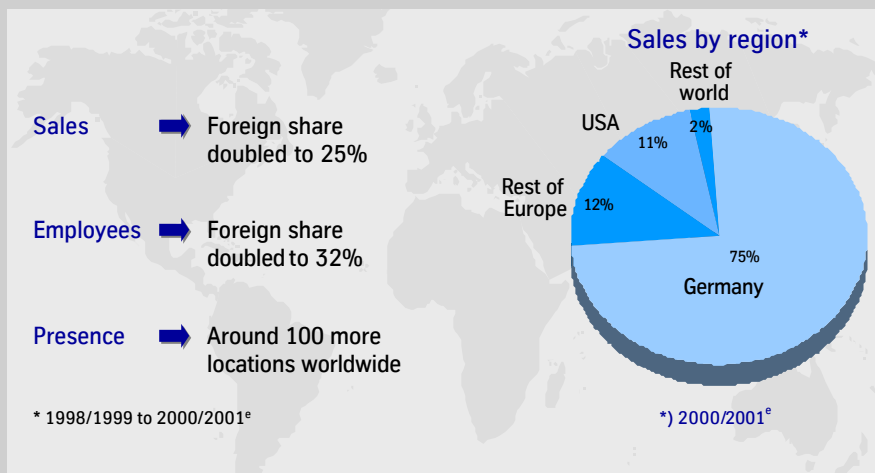 Sales
Foreign share
doubled to 25%
Employees
Foreign share
doubled to 32%
Presence
Around 100 more
locations worldwide
* 1998/1999 to 2000/2001ᵉ
Sales by region*
Rest of
world
2%
USA
11%
Rest of
Europe
12%
75%
Germany
*) 2000/2001ᵉ